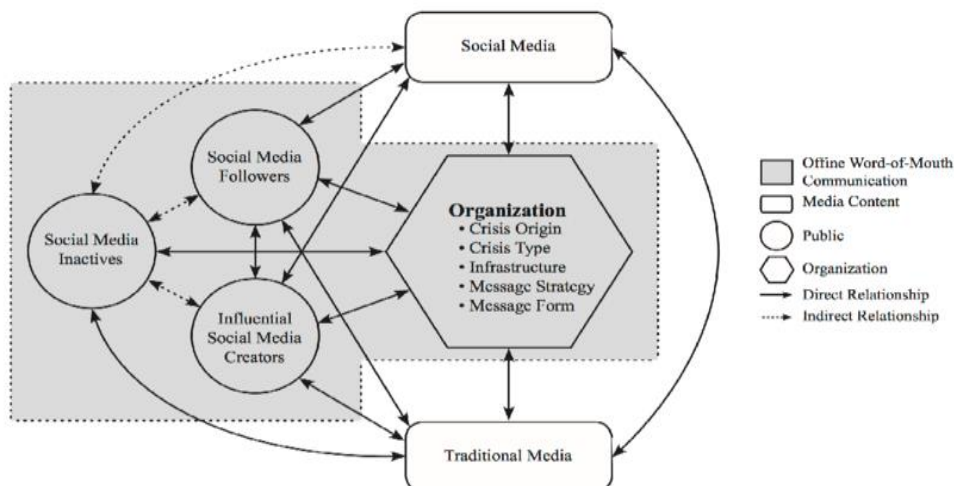 Social Media
Social Media
Followers
Social Media
Inactives
Influential
Social Media
Creators
Organization
• Crisis Origin
• Crisis Type
• Infrastructure
• Message Strategy
• Message Form
Traditional Media
Offine Word-of-Mouth
Communication
Media Content
Public
Organization
Direct Relationship
Indirect Relationship